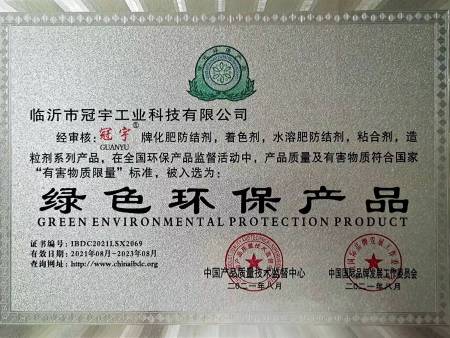 临沂市冠宇工业科技有限公司
经审核：冠宇®牌化肥防结剂，着色剂，水溶肥防结剂，粘合剂，造
GUANYU
粒剂系列产品，在全国环保产品监督活动中，产品质量及有害物质符合国家
“有害物质限量”标准，被入选为：
绿色环保产品
GREEN ENVIRONMENTAL PROTECTION PRODUCT
证书编号：IBDC2021LSX2069
有效日期：2021年08月-2023年08月
查询网址：http://www.chinaibdc.org
中国产品质量技术监督中心
二〇二一年八月
中国国际品牌发展工作委员会
二〇二一年八月